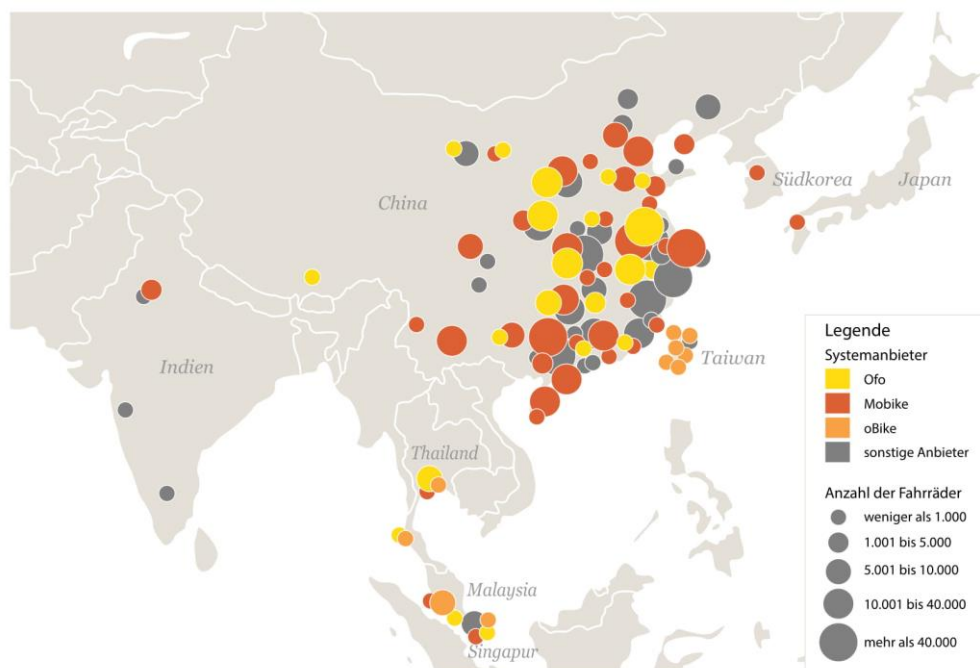 Südkorea
Japan
China
Indien
Taiwan
Thailand
Malaysia
Singapur
Legende
Systemanbieter
Ofo
Mobike
oBike
sonstige Anbieter
Anzahl der Fahrräder
weniger als 1.000
1.001 bis 5.000
5.001 bis 10.000
10.001 bis 40.000
mehr als 40.000